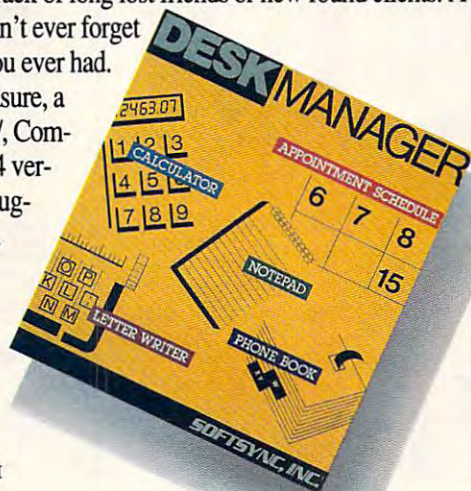 n't ever forget
ou ever had.
sure, a
Com-
4 ver-
ug-
DESK MANAGER
2463.07
1 2 3
CALCULATOR
4 5 6
7 8 9
APPOINTMENT SCHEDULE
6 7 8
15
NOTEPAD
O P
K L
N M
LETTER WRITER
PHONE BOOK
SOFTSYNC, INC.